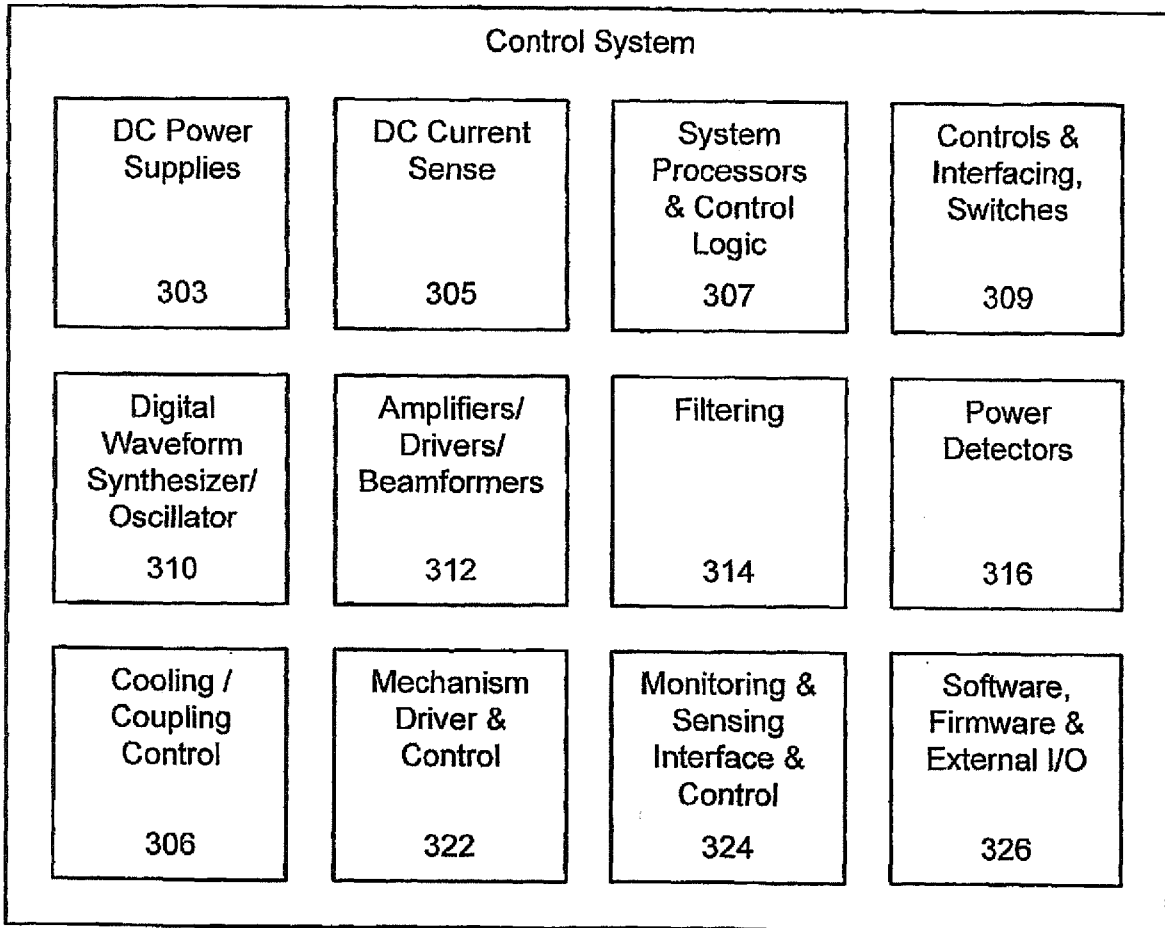 Control System
DC Power
Supplies
303
DC Current
Sense
305
System
Processors
& Control
Logic
307
Controls &
Interfacing,
Switches
309
Digital
Waveform
Synthesizer/
Oscillator
310
Amplifiers/
Drivers/
Beamformers
312
Filtering
314
Power
Detectors
316
Cooling /
Coupling
Control
306
Mechanism
Driver &
Control
322
Monitoring &
Sensing
Interface &
Control
324
Software,
Firmware &
External I/O
326